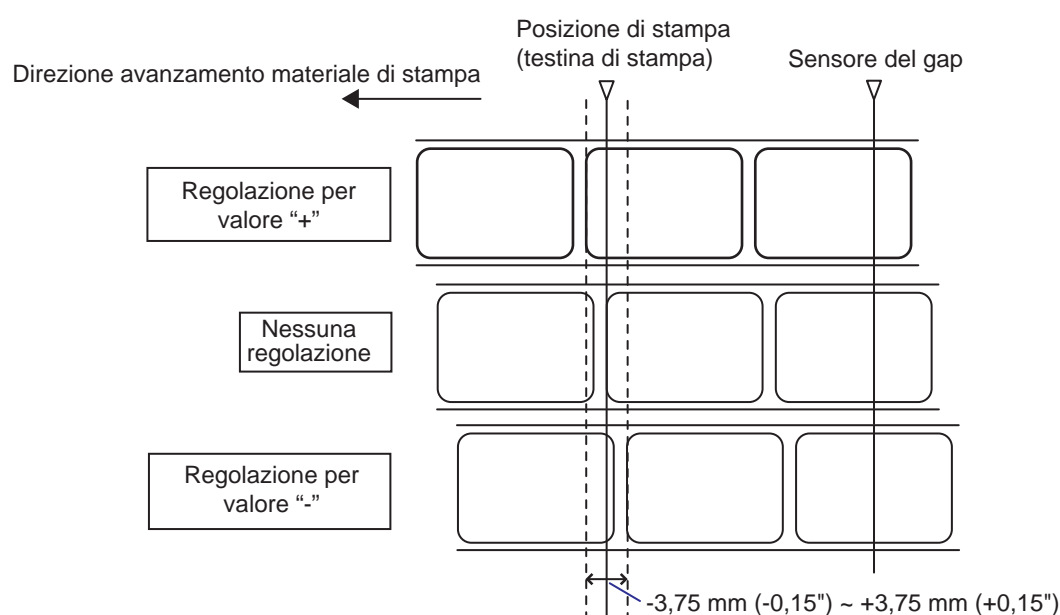 Posizione di stampa
(testina di stampa)
Sensore del gap
Direzione avanzamento materiale di stampa
Regolazione per
valore “+”
Nessuna
regolazione
Regolazione per
valore “-”
-3,75 mm (-0,15") ~ +3,75 mm (+0,15")